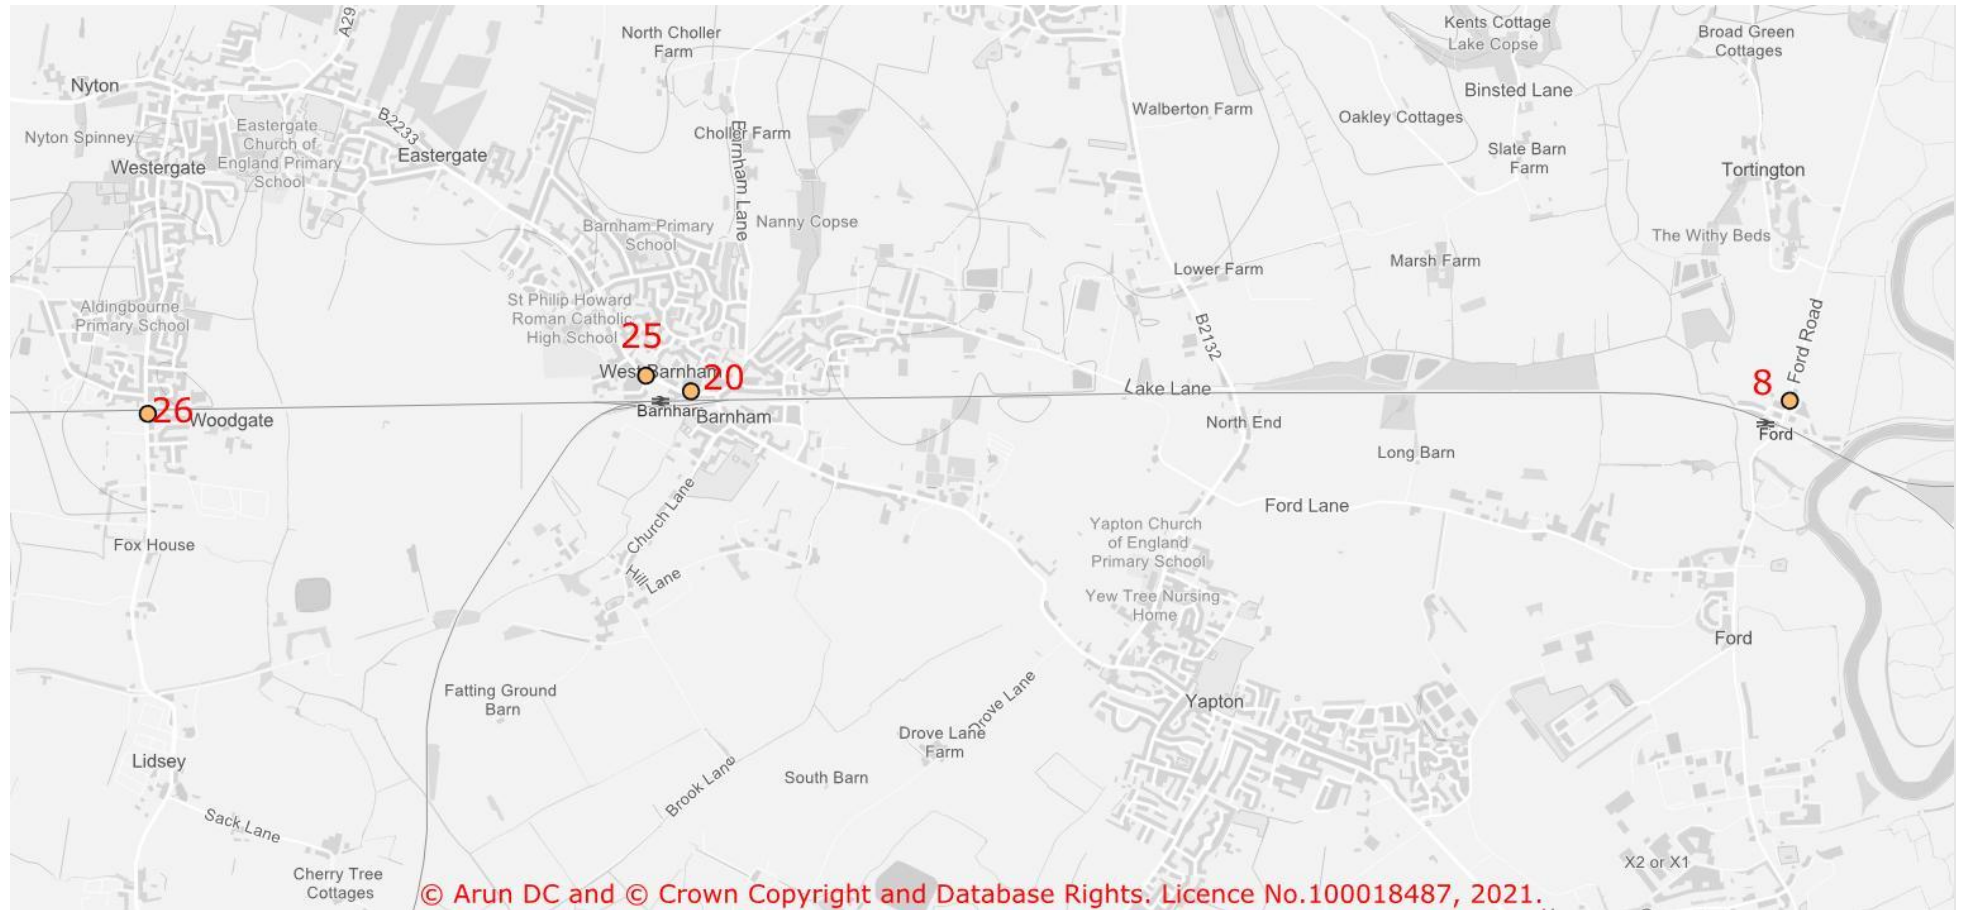 A29
North Choller
Farm
Kents Cottage
Lake Copse
Broad Green
Cottages
Nyton
Binsted Lane
Walberton Farm
Oakley Cottages
Nyton Spinney
Eastergate
Church of
England Primary
School
B2233
Choller Farm
Barnham Lane
Eastergate
Westergate
Slate Barn
Farm
Tortington
Barnham Primary
School
Nanny Copse
The Withy Beds
Lower Farm
Marsh Farm
Aldingbourne
Primary School
St Philip Howard
Roman Catholic
High School
25
B2132
Ford Road
West Barnham
20
8
Lake Lane
26
Woodgate
Barnham
Barnham
North End
Ford
Long Barn
Church Lane
Ford Lane
Fox House
Yapton Church
of England
Primary School
Hill Lane
Yew Tree Nursing
Home
Ford
Fatting Ground
Barn
Drove Lane
Yapton
Drove Lane
Farm
Lidsey
Brook Lane
South Barn
Sack Lane
X2 or X1
Cherry Tree
Cottages
© Arun DC and © Crown Copyright and Database Rights. Licence No.100018487, 2021.